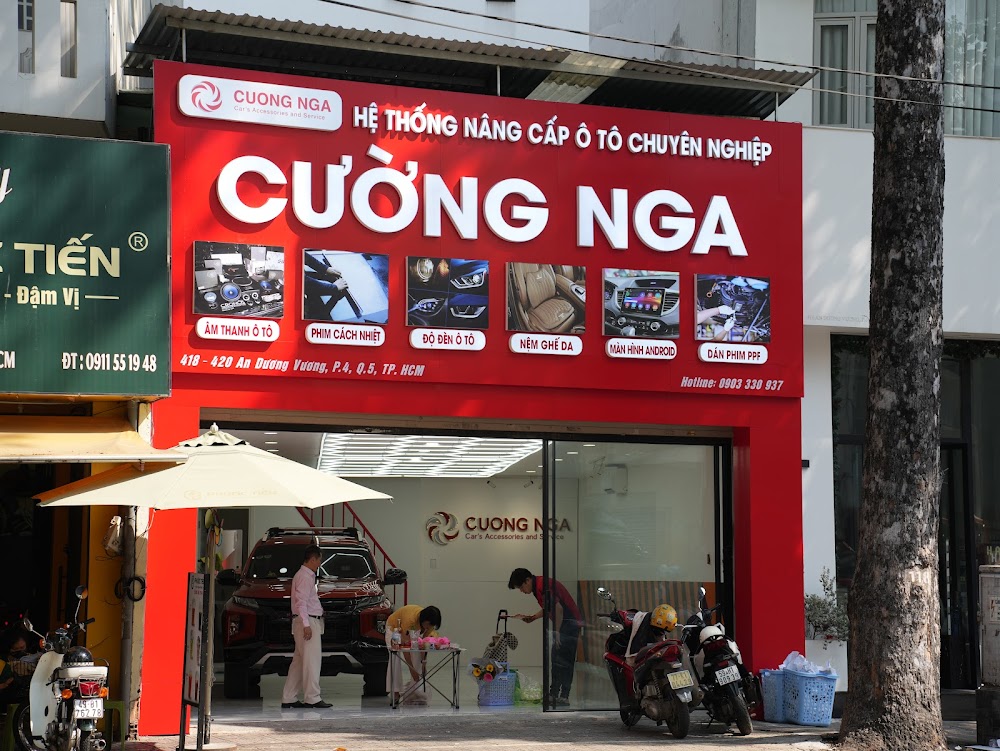 CUONG NGA
Car's Accessories and Service
HỆ THỐNG NÂNG CẤP Ô TÔ CHUYÊN NGHIỆP
CƯỜNG NGA
ÂM THANH Ô TÔ
PHIM CÁCH NHIỆT
ĐỘ ĐÈN Ô TÔ
NỆM GHẾ DA
MÀN HÌNH ANDROID
DÁN PHIM PPF
418 - 420 An Dương Vương, P.4, Q.5, TP. HCM
Hotline: 0903 330 937
TIẾN ®
- Đậm Vị -
CM
ĐT: 0911 55 19 48
CUONG NGA
Car's Accessories and Service